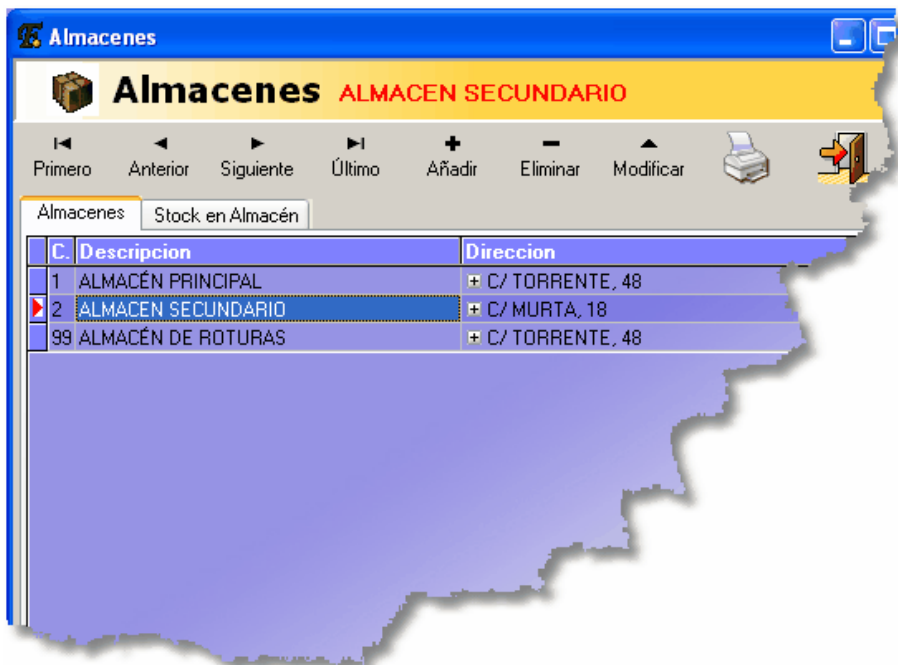 Almacenes
Almacenes ALMACEN SECUNDARIO
Primero Anterior Siguiente Último Añadir Eliminar Modificar
Almacenes Stock en Almacén
C. Descripcion Direccion
1 ALMACÉN PRINCIPAL C/ TORRENTE, 48
2 ALMACEN SECUNDARIO C/ MURTA, 18
99 ALMACÉN DE ROTURAS C/ TORRENTE, 48